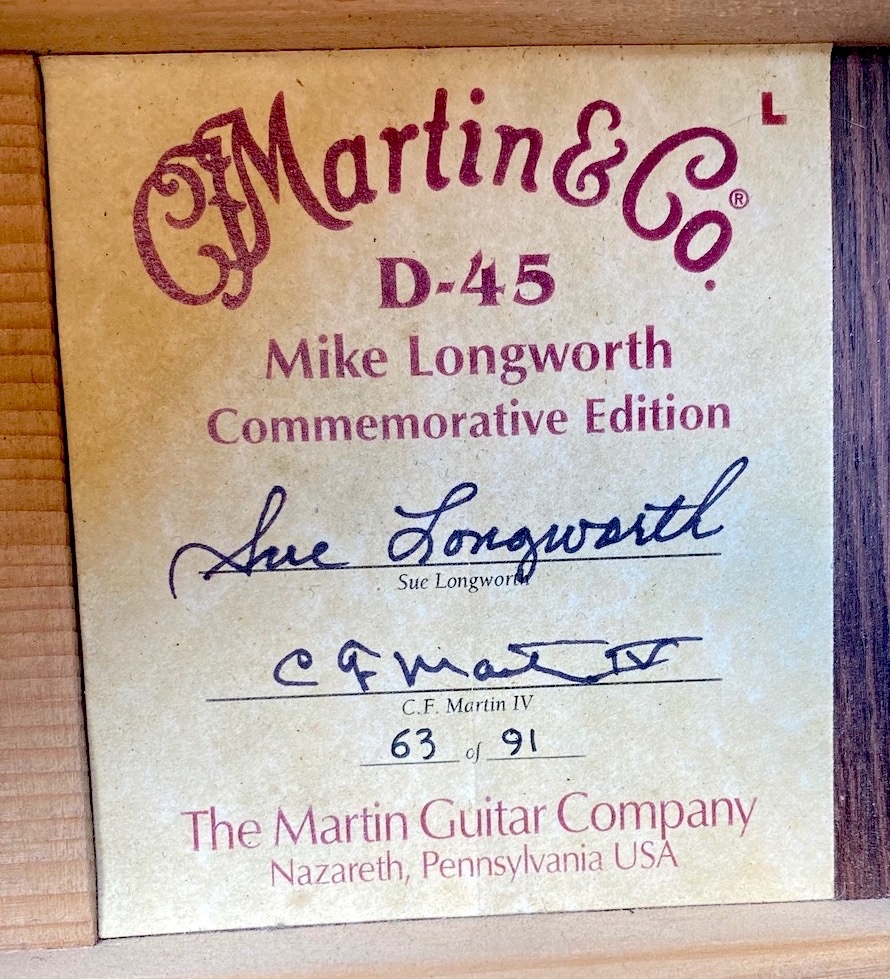 CF Martin & Co. ®
L
D-45
Mike Longworth
Commemorative Edition
Sue Longworth
Sue Longworth
C F Martin IV
C.F. Martin IV
63 of 91
The Martin Guitar Company
Nazareth, Pennsylvania USA